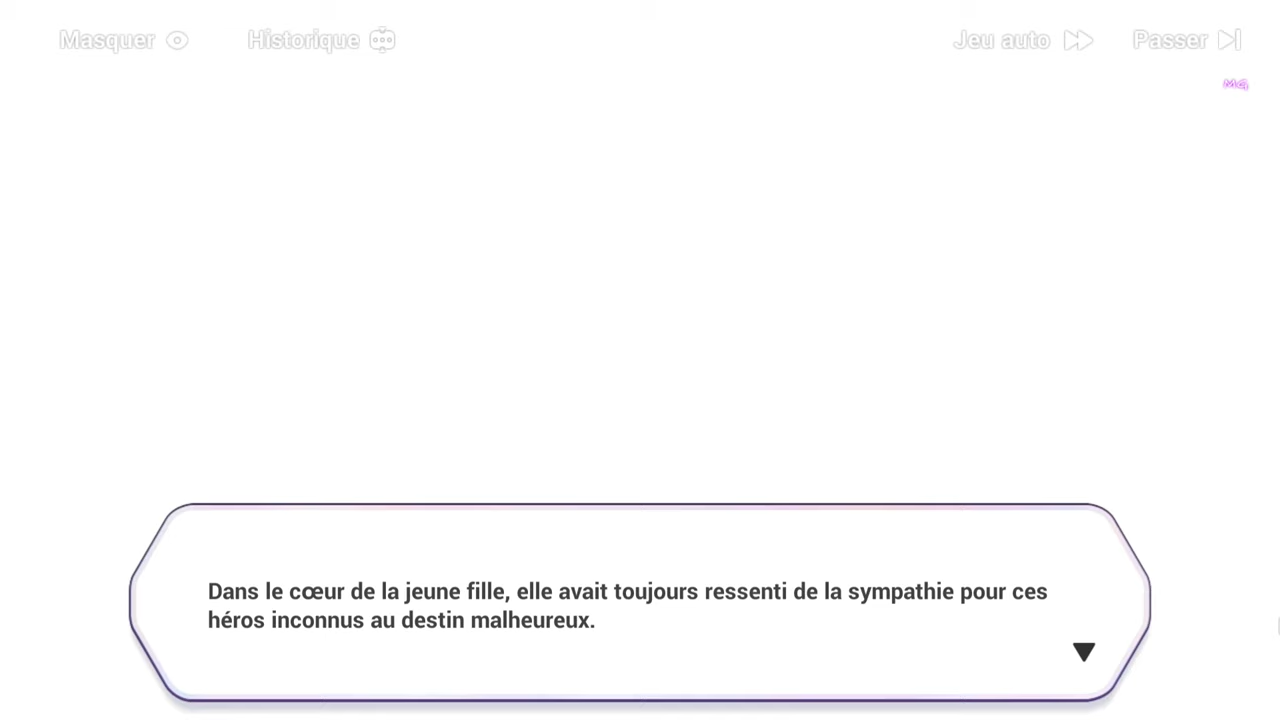 Masquer
Historique
Jeu auto
Passer
MG
Dans le cœur de la jeune fille, elle avait toujours ressenti de la sympathie pour ces
héros inconnus au destin malheureux.